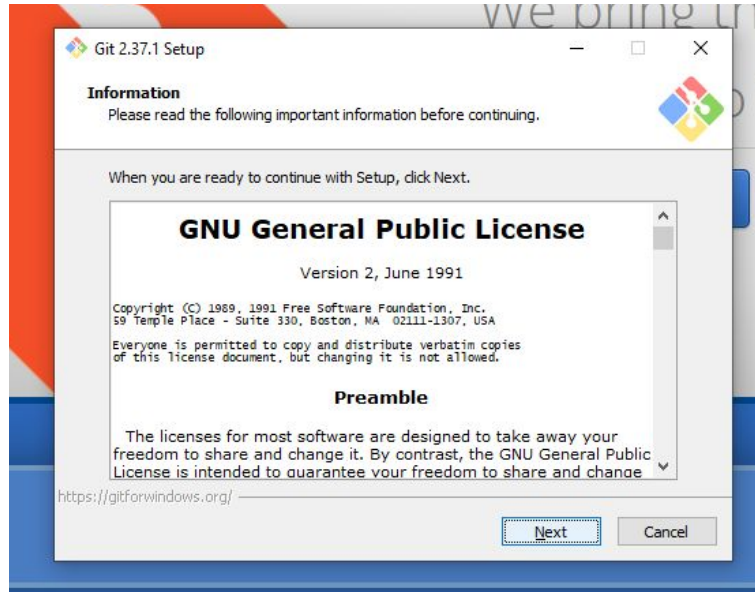 We bring th
Git 2.37.1 Setup
Information
Please read the following important information before continuing.
When you are ready to continue with Setup, click Next.
GNU General Public License
Version 2, June 1991
Copyright (C) 1989, 1991 Free Software Foundation, Inc.
59 Temple Place - Suite 330, Boston, MA  02111-1307, USA
Everyone is permitted to copy and distribute verbatim copies
of this license document, but changing it is not allowed.
Preamble
The licenses for most software are designed to take away your
freedom to share and change it. By contrast, the GNU General Public
License is intended to guarantee your freedom to share and change
https://gitforwindows.org/
Next
Cancel